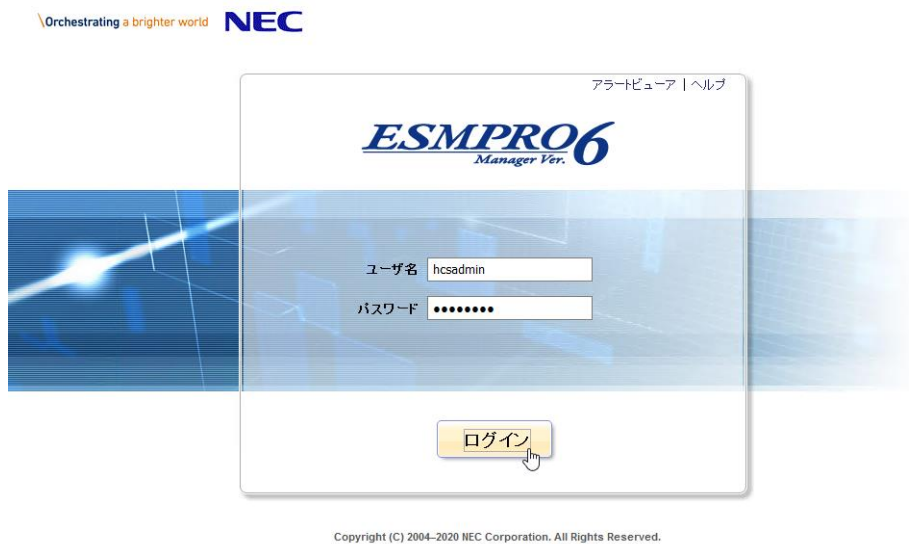 \Orchestrating a brighter world NEC
アラートビューア | ヘルプ
ESMPRO6
Manager Ver.
ユーザ名 hcsadmin
パスワード ••••••••
ログイン
Copyright (C) 2004–2020 NEC Corporation. All Rights Reserved.